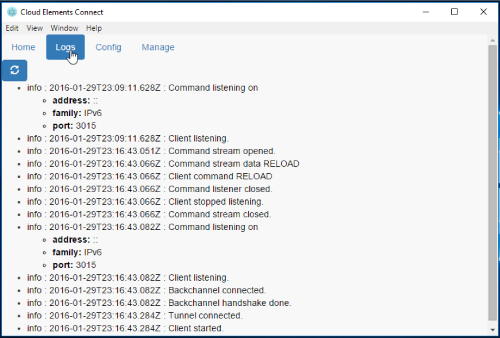 Cloud Elements Connect
Edit View Window Help
Home Logs Config Manage
info : 2016-01-29T23:09:11.628Z : Command listening on
address: ::
family: IPv6
port: 3015
info : 2016-01-29T23:09:11.628Z : Client listening.
info : 2016-01-29T23:16:43.051Z : Command stream opened.
info : 2016-01-29T23:16:43.066Z : Command stream data RELOAD
info : 2016-01-29T23:16:43.066Z : Client command RELOAD
info : 2016-01-29T23:16:43.066Z : Command listener closed.
info : 2016-01-29T23:16:43.066Z : Client stopped listening.
info : 2016-01-29T23:16:43.066Z : Command stream closed.
info : 2016-01-29T23:16:43.082Z : Command listening on
address: ::
family: IPv6
port: 3015
info : 2016-01-29T23:16:43.082Z : Client listening.
info : 2016-01-29T23:16:43.082Z : Backchannel connected.
info : 2016-01-29T23:16:43.082Z : Backchannel handshake done.
info : 2016-01-29T23:16:43.284Z : Tunnel connected.
info : 2016-01-29T23:16:43.284Z : Client started.